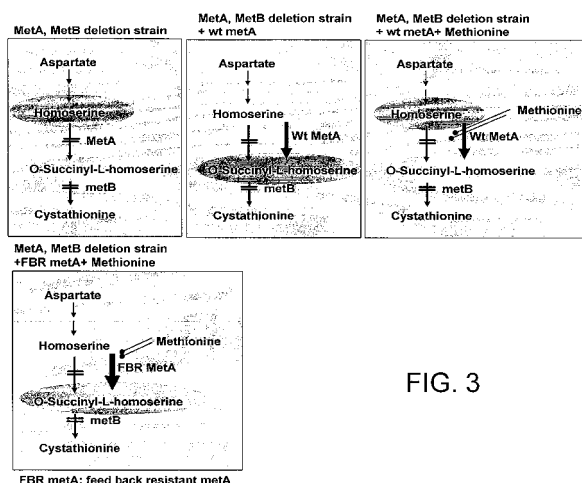 MetA, MetB deletion strain
Aspartate
Homoserine
MetA
O-Succinyl-L-homoserine
metB
Cystathionine
MetA, MetB deletion strain
+ wt metA
Aspartate
Homoserine
Wt MetA
O-Succinyl-L-homoserine
metB
Cystathionine
MetA, MetB deletion strain
+ wt metA+ Methionine
Aspartate
Homoserine
Methionine
Wt MetA
O-Succinyl-L-homoserine
metB
Cystathionine
MetA, MetB deletion strain
+FBR metA+ Methionine
Aspartate
Homoserine
Methionine
FBR MetA
O-Succinyl-L-homoserine
metB
Cystathionine
FBR metA: feed back resistant metA
FIG. 3